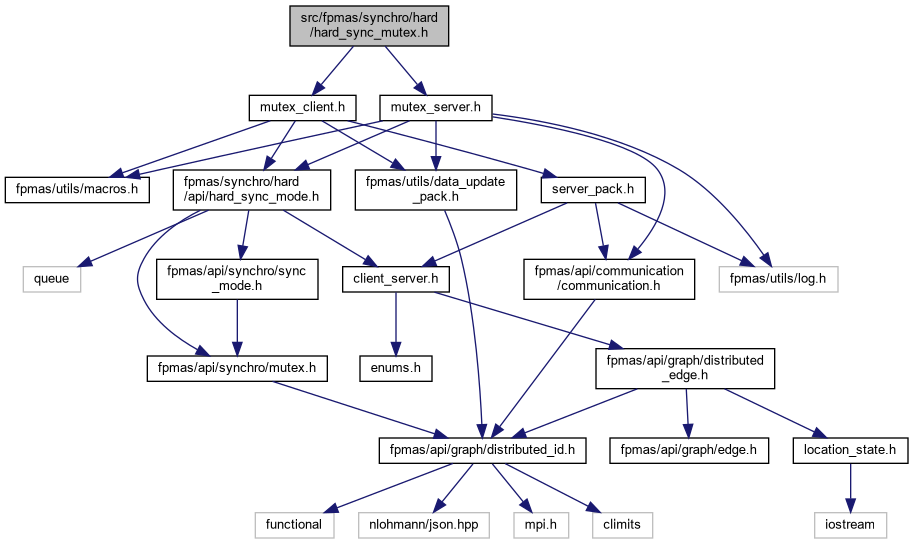 src/fpmas/synchro/hard
/hard_sync_mutex.h
mutex_client.h
mutex_server.h
fpmas/utils/macros.h
fpmas/synchro/hard
/api/hard_sync_mode.h
fpmas/utils/data_update
_pack.h
server_pack.h
queue
fpmas/api/synchro/sync
_mode.h
client_server.h
fpmas/api/communication
/communication.h
fpmas/utils/log.h
fpmas/api/synchro/mutex.h
enums.h
fpmas/api/graph/distributed
_edge.h
fpmas/api/graph/distributed_id.h
fpmas/api/graph/edge.h
location_state.h
functional
nlohmann/json.hpp
mpi.h
climits
iostream